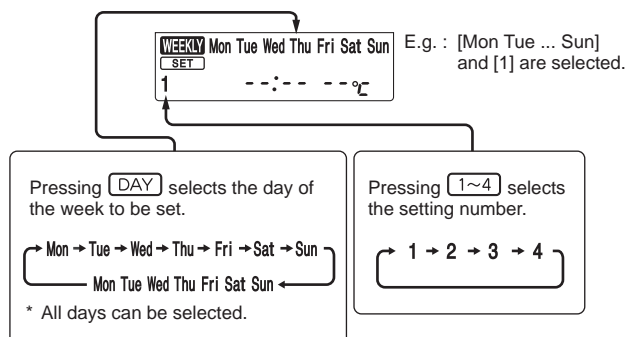 WEEKLY Mon Tue Wed Thu Fri Sat Sun
SET
1 --:-- --°C
E.g. : [Mon Tue ... Sun]
and [1] are selected.
Pressing DAY selects the day of
the week to be set.
Mon → Tue → Wed → Thu → Fri → Sat → Sun
Mon Tue Wed Thu Fri Sat Sun
* All days can be selected.
Pressing 1~4 selects
the setting number.
1 → 2 → 3 → 4